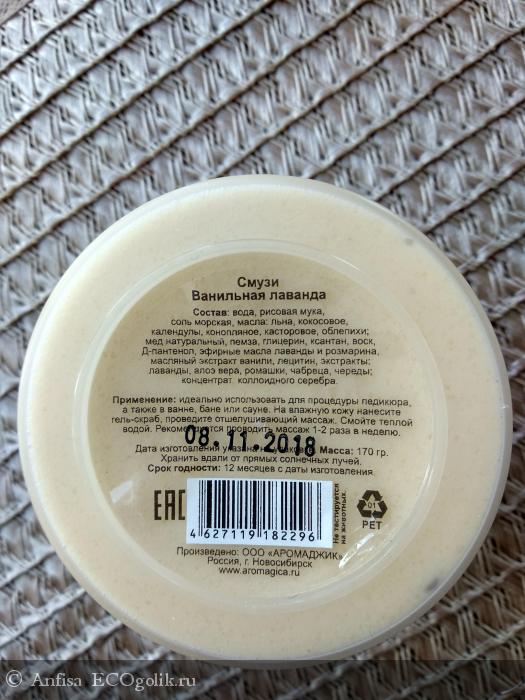 Смузи
Ванильная лаванда
Состав: вода, рисовая мука,
соль морская, масла: льна, кокосовое,
календулы, конопляное, касторовое, облепихи;
мед натуральный, пемза, глицерин, ксантан, воск,
Д-пантенол, эфирные масле лаванды и розмарина,
масляный экстракт ванили, лецитин, экстракты:
лаванды, алоэ вера, ромашки, чабреца, череды;
концентрат коллоидного серебра.
Применение: идеально использовать для процедуры педикюра,
а также в ванне, бане или сауне. На влажную кожу нанесите
гель-скраб, проведите отшелушивающий массаж. Смойте теплой
водой. Рекомендуется проводить массаж 1-2 раза в неделю.
08.11.2018
Дата изготовления указана на упаковке. Масса: 170 гр.
Хранить вдали от прямых солнечных лучей.
Срок годности: 12 месяцев с даты изготовления.
EAC
4 627119 182296
Не тестируется
на животных.
01
PET
Произведено: ООО «АРОМАДЖИК»
Россия, г. Новосибирск
www.aromagica.ru
© Anfisa ECOgolik.ru